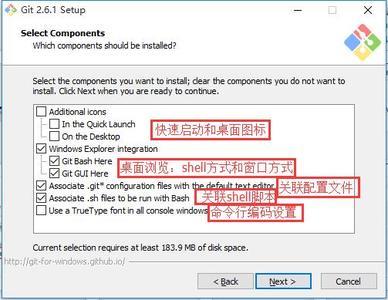 Git 2.6.1 Setup
Select Components
Which components should be installed?
Select the components you want to install; clear the components you do not want to
install. Click Next when you are ready to continue.
Additional icons
In the Quick Launch
On the Desktop
快速启动和桌面图标
Windows Explorer integration
Git Bash Here
Git GUI Here
桌面浏览：shell方式和窗口方式
Associate .git* configuration files with the default text editor 关联配置文件
Associate .sh files to be run with Bash 关联shell脚本
Use a TrueType font in all console windows 命令行编码设置
Current selection requires at least 183.9 MB of disk space.
http://git-for-windows.github.io/
< Back
Next >
Cancel